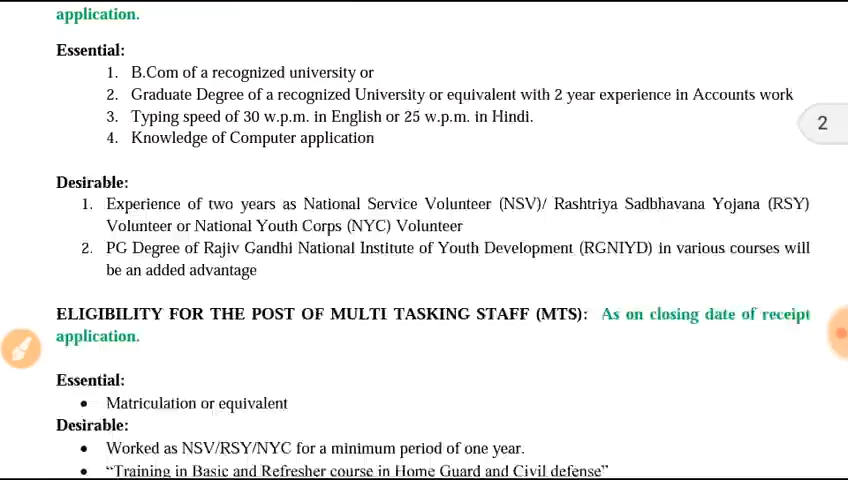 application.
Essential:
1. B.Com of a recognized university or
2. Graduate Degree of a recognized University or equivalent with 2 year experience in Accounts work
3. Typing speed of 30 w.p.m. in English or 25 w.p.m. in Hindi.
4. Knowledge of Computer application
2
Desirable:
1. Experience of two years as National Service Volunteer (NSV)/ Rashtriya Sadbhavana Yojana (RSY)
Volunteer or National Youth Corps (NYC) Volunteer
2. PG Degree of Rajiv Gandhi National Institute of Youth Development (RGNIYD) in various courses will
be an added advantage
ELIGIBILITY FOR THE POST OF MULTI TASKING STAFF (MTS): As on closing date of receipt
application.
Essential:
• Matriculation or equivalent
Desirable:
• Worked as NSV/RSY/NYC for a minimum period of one year.
• “Training in Basic and Refresher course in Home Guard and Civil defense”